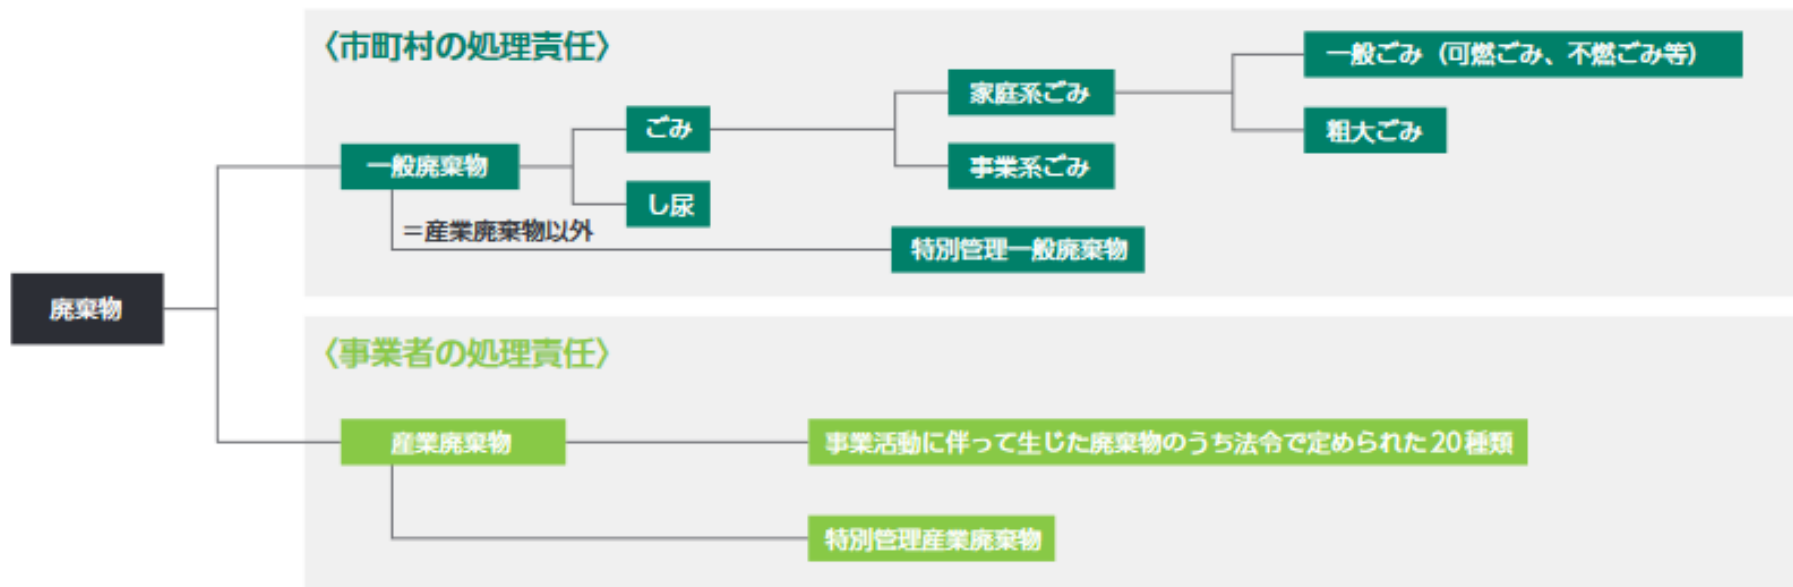 〈市町村の処理責任〉
一般ごみ（可燃ごみ、不燃ごみ等）
家庭系ごみ
ごみ
粗大ごみ
一般廃棄物
事業系ごみ
し尿
＝産業廃棄物以外
特別管理一般廃棄物
廃棄物
〈事業者の処理責任〉
産業廃棄物
事業活動に伴って生じた廃棄物のうち法令で定められた20種類
特別管理産業廃棄物